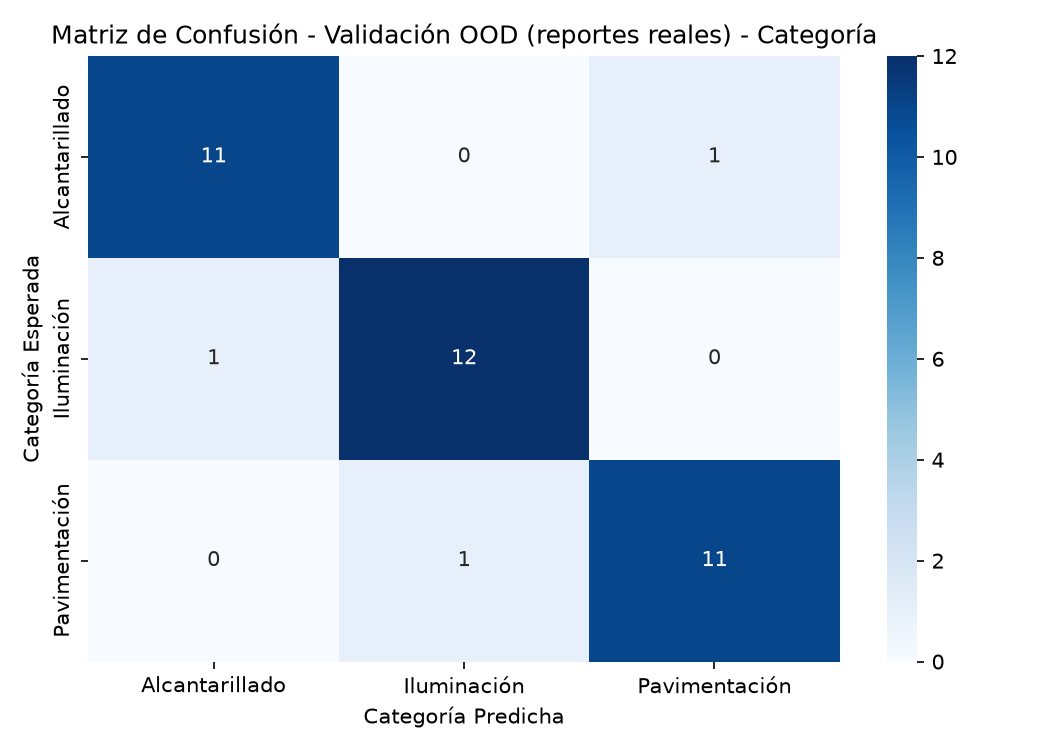 Matriz de Confusión - Validación OOD (reportes reales) - Categoría
Categoría Esperada
Alcantarillado
11
0
1
Iluminación
1
12
0
Pavimentación
0
1
11
Alcantarillado
Iluminación
Pavimentación
Categoría Predicha
12
10
8
6
4
2
0